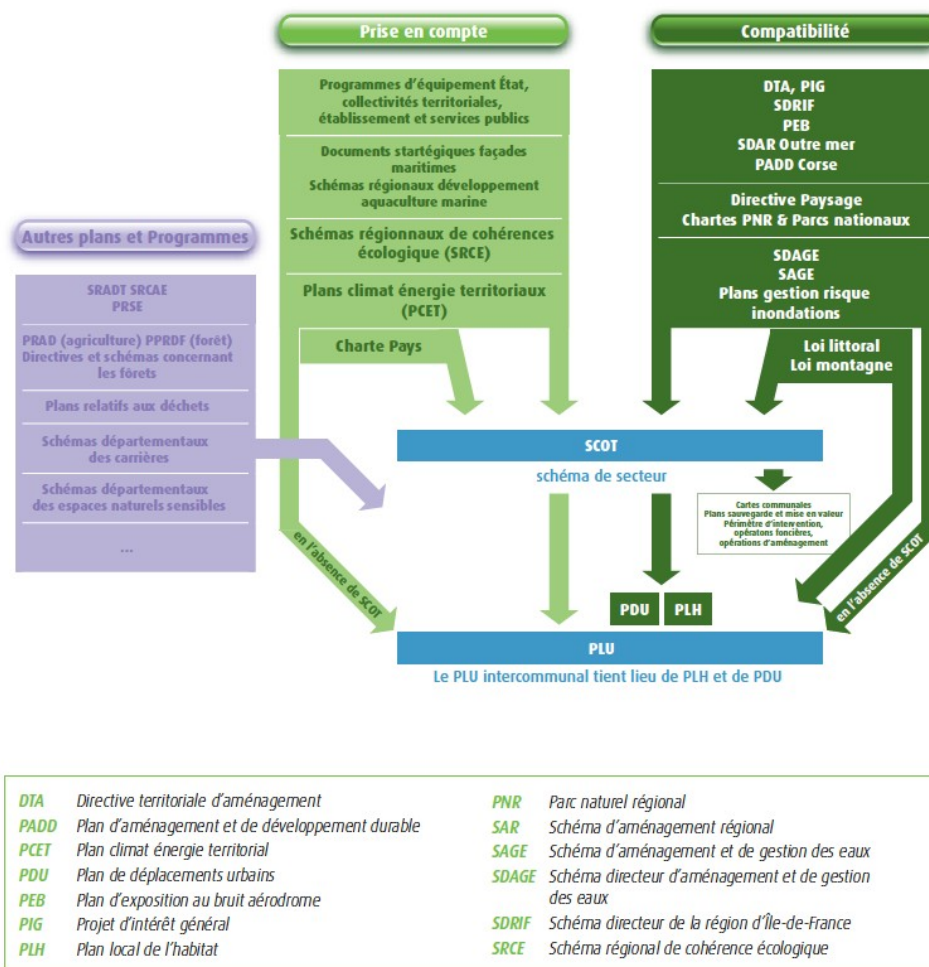 Prise en compte
Programmes d'équipement État,
collectivités territoriales,
établissement et services publics
Documents startégiques façades
maritimes
Schémas régionaux développement
aquaculture marine
Schémas régionnaux de cohérences
écologique (SRCE)
Plans climat énergie territoriaux
(PCET)
Charte Pays
Compatibilité
DTA, PIG
SDRIF
PEB
SDAR Outre mer
PADD Corse
Directive Paysage
Chartes PNR & Parcs nationaux
SDAGE
SAGE
Plans gestion risque
inondations
Loi littoral
Loi montagne
Autres plans et Programmes
SRADT SRCAE
PRSE
PRAD (agriculture) PPRDF (forêt)
Directives et schémas concernant
les fôrets
Plans relatifs aux déchets
Schémas départementaux
des carrières
Schémas départementaux
des espaces naturels sensibles
...
SCOT
schéma de secteur
Cartes communales
Plans sauvegarde et mise en valeur
Périmètre d'intervention,
opératons foncières,
opérations d'aménagement
en l'absence de SCOT
en l'absence de SCOT
PDU
PLH
PLU
Le PLU intercommunal tient lieu de PLH et de PDU
DTA Directive territoriale d'aménagement
PADD Plan d'aménagement et de développement durable
PCET Plan climat énergie territorial
PDU Plan de déplacements urbains
PEB Plan d'exposition au bruit aérodrome
PIG Projet d'intérêt général
PLH Plan local de l'habitat
PNR Parc naturel régional
SAR Schéma d'aménagement régional
SAGE Schéma d'aménagement et de gestion des eaux
SDAGE Schéma directeur d'aménagement et de gestion
des eaux
SDRIF Schéma directeur de la région d'Île-de-France
SRCE Schéma régional de cohérence écologique